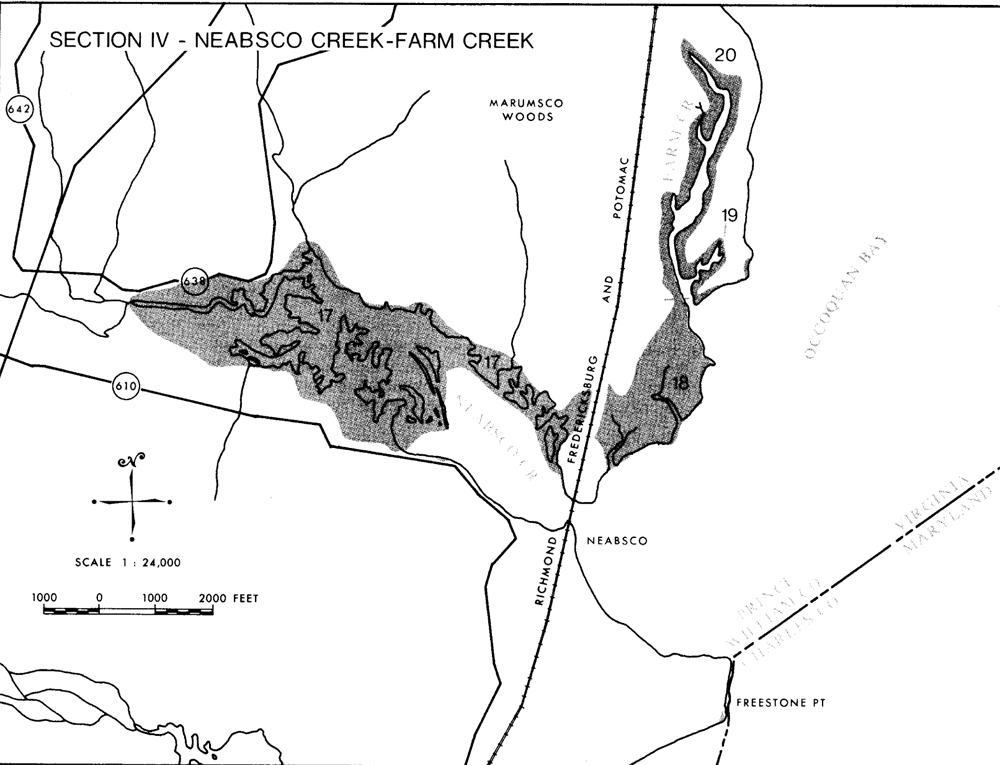 SECTION IV - NEABSCO CREEK-FARM CREEK
20
642
MARUMSCO
WOODS
FARM CR
POTOMAC
19
OCCOQUAN BAY
638
AND
17
17
18
610
FREDERICKSBURG
NEABSCO CR
N
VIRGINIA
MARYLAND
NEABSCO
SCALE 1 : 24,000
RICHMOND
1000 0 1000 2000 FEET
PRINCE
WILLIAM CO
CHARLES CO
FREESTONE PT